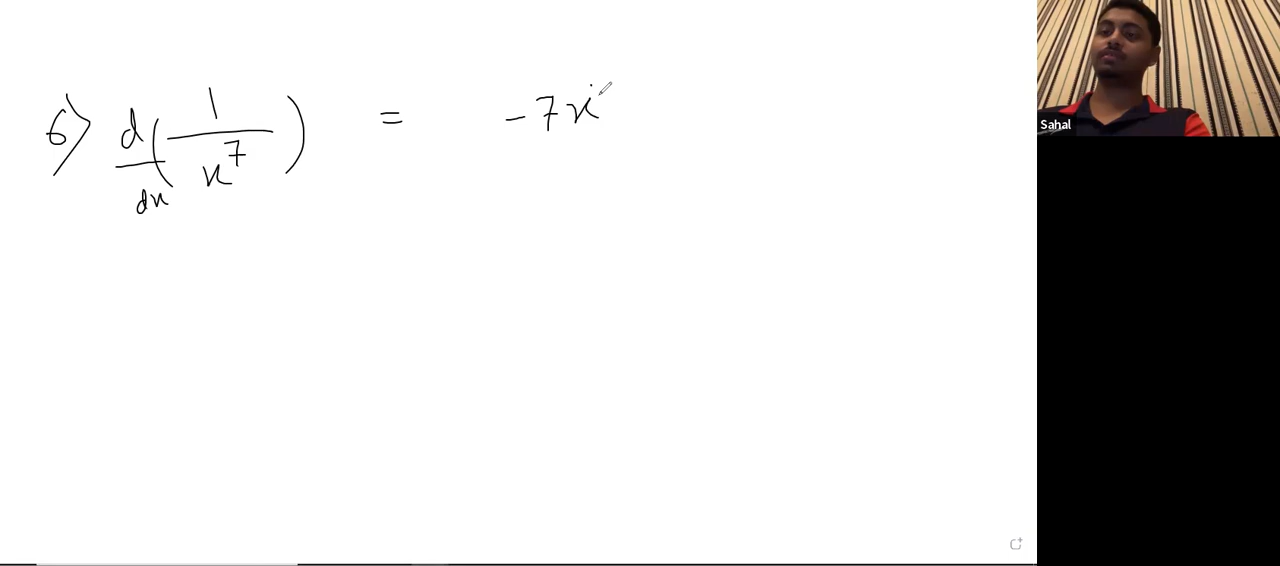 6) d/dx (1/x^7) = -7x
Sahal